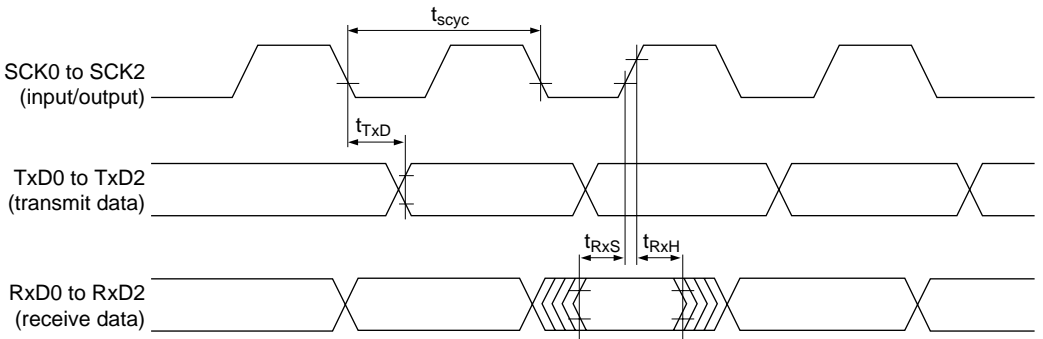 tscyc
SCK0 to SCK2
(input/output)
tTxD
TxD0 to TxD2
(transmit data)
tRxS
tRxH
RxD0 to RxD2
(receive data)